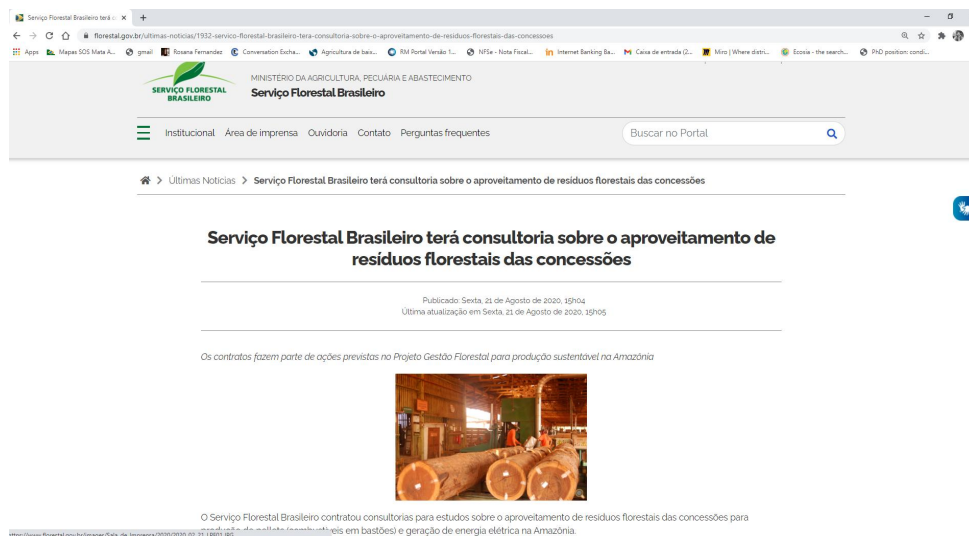 Serviço Florestal Brasileiro terá c
florestal.gov.br/ultimas-noticias/1932-servico-florestal-brasileiro-tera-consultoria-sobre-o-aproveitamento-de-residuos-florestais-das-concessoes
Apps Mapas SOS Mata A... gmail Rosana Fernandez Conversation Excha... Agricultura de baix... RM Portal Versão 1... NFSe - Nota Fiscal... Internet Banking Ba... Caixa de entrada (2... Miro | Where distri... Ecosia - the search... PhD position: condi...
SERVIÇO FLORESTAL
BRASILEIRO
MINISTÉRIO DA AGRICULTURA, PECUÁRIA E ABASTECIMENTO
Serviço Florestal Brasileiro
Institucional Área de imprensa Ouvidoria Contato Perguntas frequentes Buscar no Portal
> Últimas Notícias > Serviço Florestal Brasileiro terá consultoria sobre o aproveitamento de resíduos florestais das concessões
Serviço Florestal Brasileiro terá consultoria sobre o aproveitamento de
resíduos florestais das concessões
Publicado: Sexta, 21 de Agosto de 2020, 15h04
Última atualização em Sexta, 21 de Agosto de 2020, 15h05
Os contratos fazem parte de ações previstas no Projeto Gestão Florestal para produção sustentável na Amazônia
O Serviço Florestal Brasileiro contratou consultorias para estudos sobre o aproveitamento de resíduos florestais das concessões para
em bastões) e geração de energia elétrica na Amazônia.